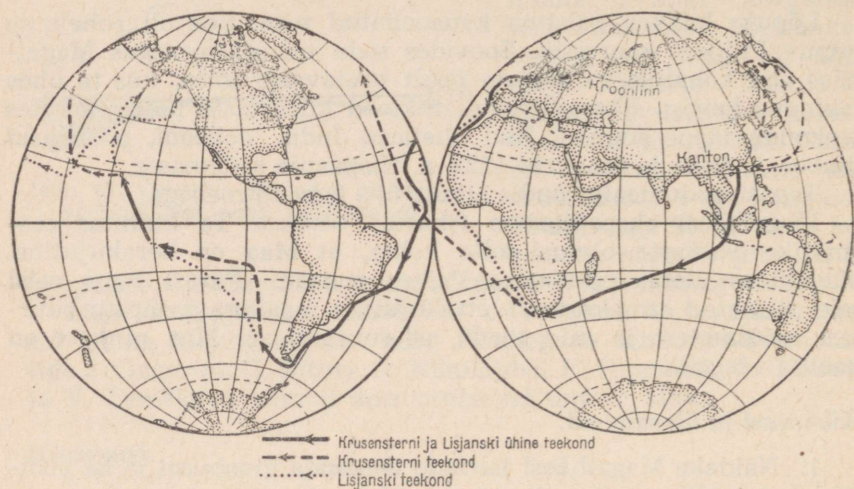 Kroonlinn
Kanton
Krusensterni ja Lisjanski ühine teekond
Krusensterni teekond
Lisjanski teekond